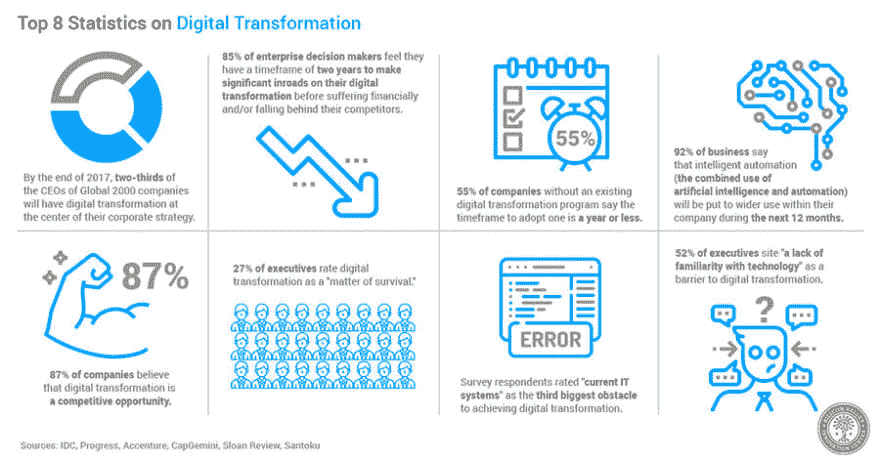 Top 8 Statistics on Digital Transformation
By the end of 2017, two-thirds of
the CEOs of Global 2000 companies
will have digital transformation at
the center of their corporate strategy.
85% of enterprise decision makers feel they
have a timeframe of two years to make
significant inroads on their digital
transformation before suffering financially
and/or falling behind their competitors.
55%
55% of companies without an existing
digital transformation program say the
timeframe to adopt one is a year or less.
92% of business say
that intelligent automation
(the combined use of
artificial intelligence and automation)
will be put to wider use within their
company during the next 12 months.
87%
87% of companies believe
that digital transformation is
a competitive opportunity.
27% of executives rate digital
transformation as a "matter of survival."
ERROR
Survey respondents rated "current IT
systems" as the third biggest obstacle
to achieving digital transformation.
52% of executives site "a lack of
familiarity with technology" as a
barrier to digital transformation.
?
Sources: IDC, Progress, Accenture, CapGemini, Sloan Review, Santoku